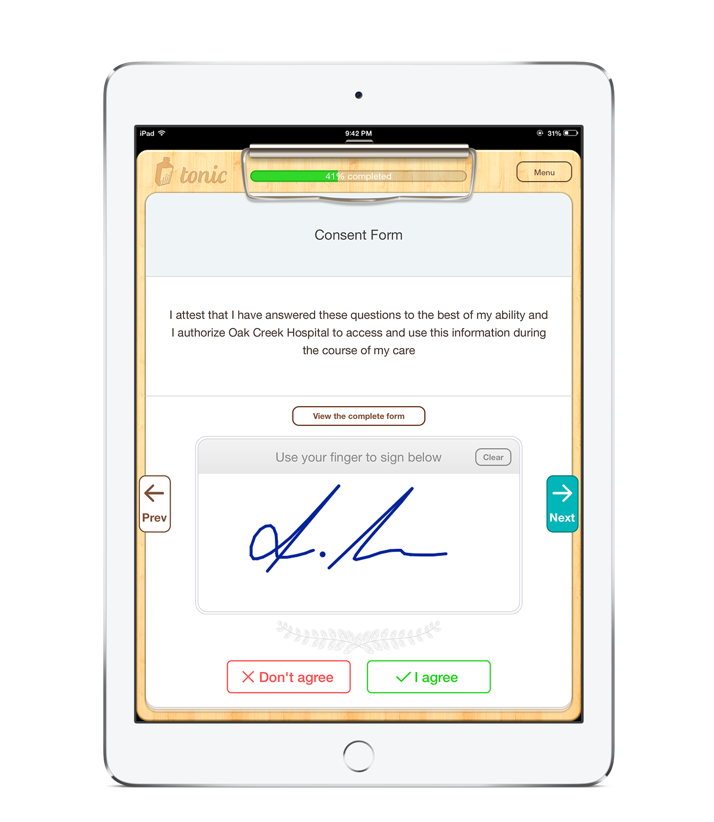 iPad 9:42 PM 31%
tonic
41% completed
Menu
Consent Form
I attest that I have answered these questions to the best of my ability and
I authorize Oak Creek Hospital to access and use this information during
the course of my care
View the complete form
Use your finger to sign below
Clear
Prev
Next
Don't agree
I agree